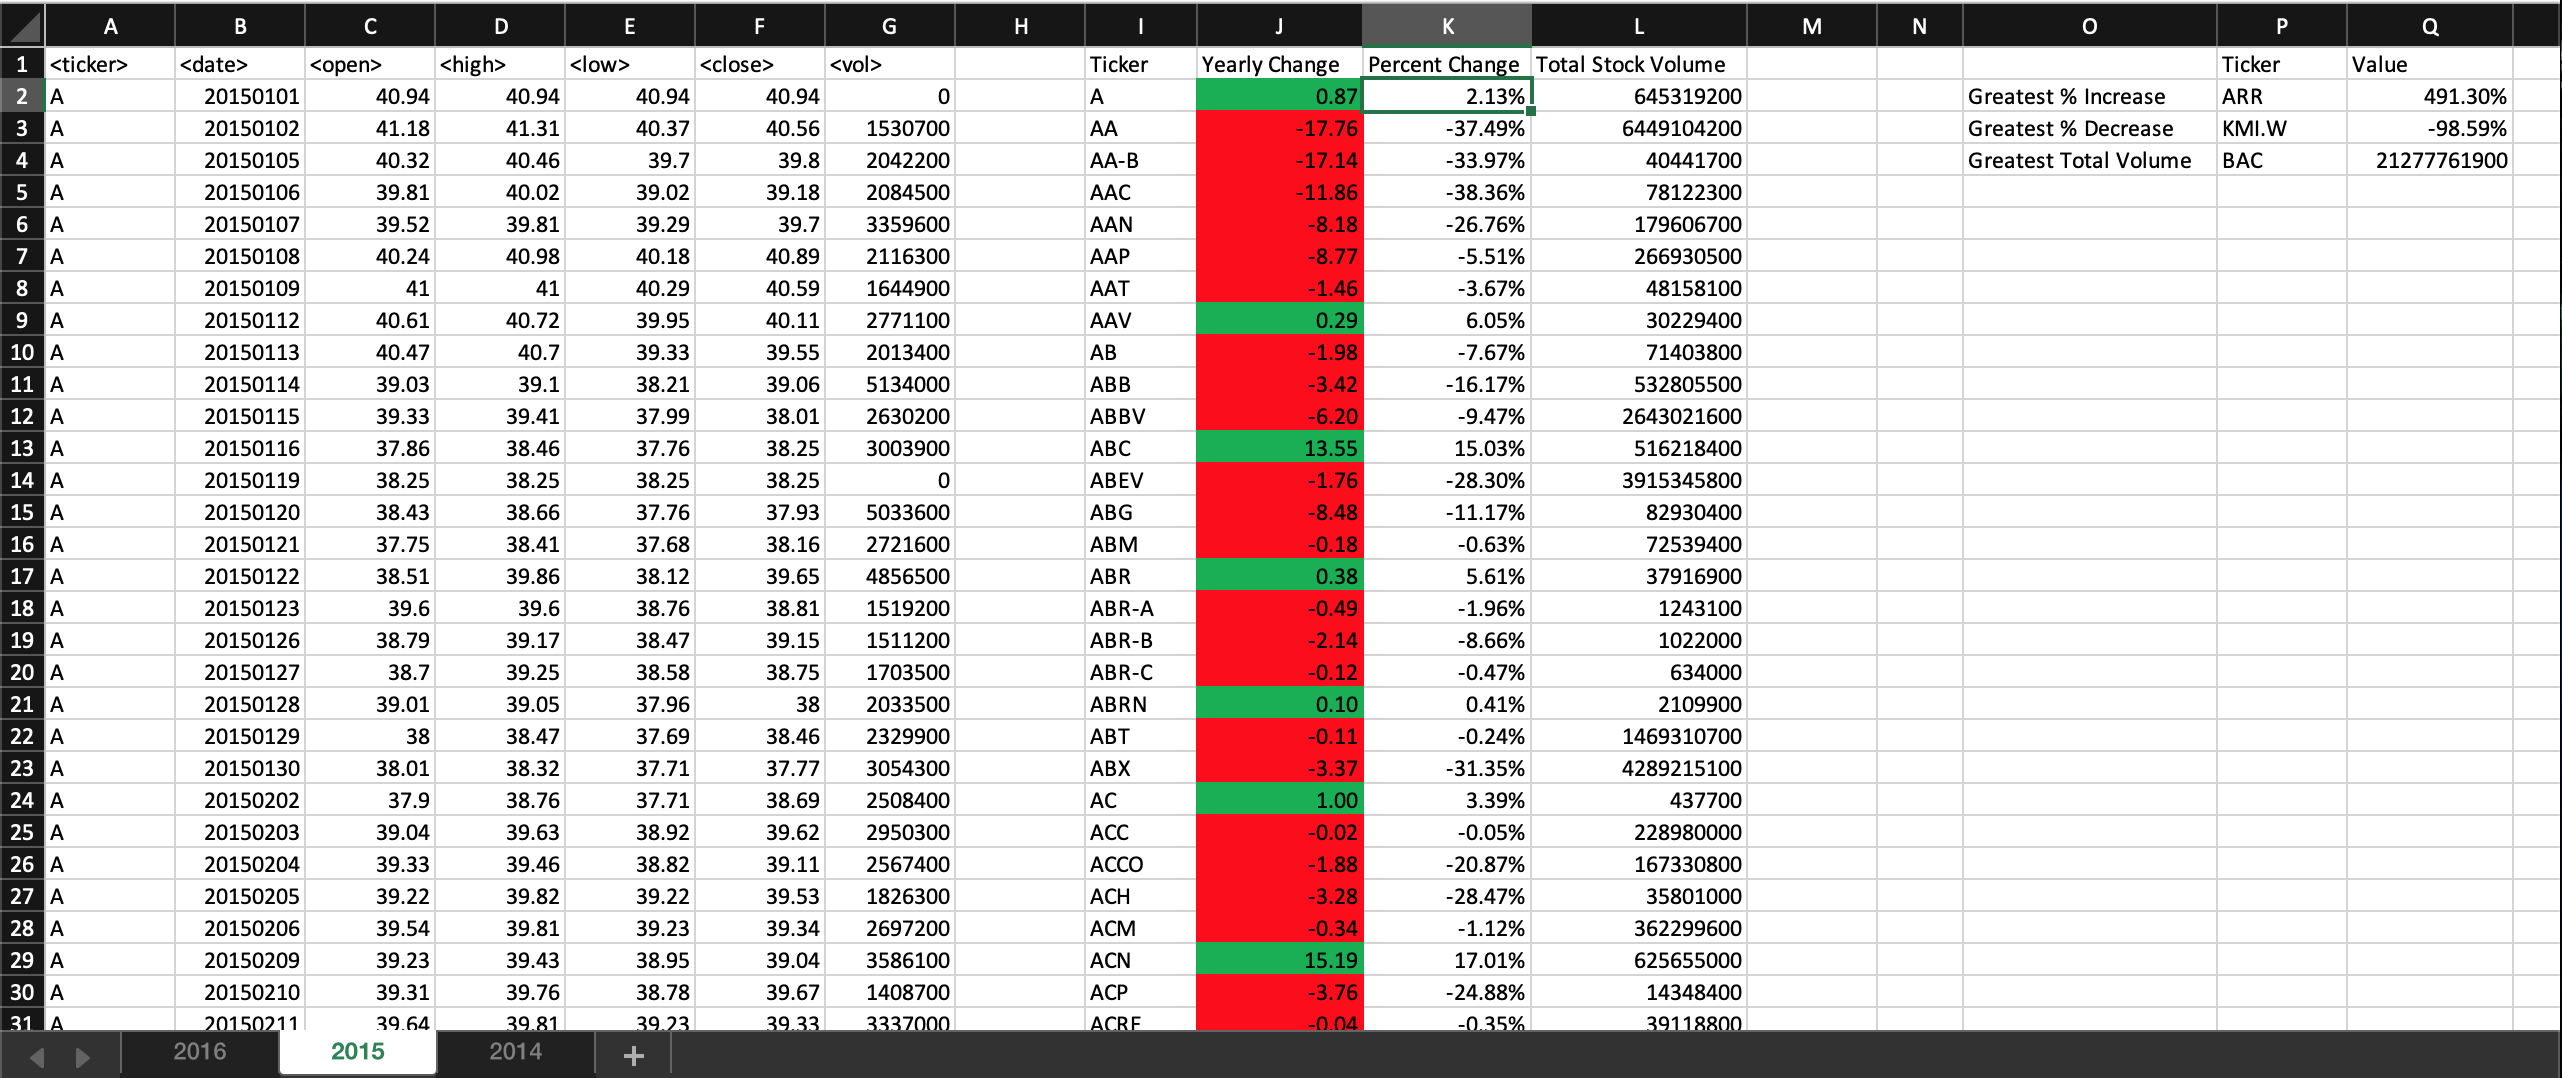 A B C D E F G H I J K L M N O P Q
1 <ticker> <date> <open> <high> <low> <close> <vol> Ticker Yearly Change Percent Change Total Stock Volume Ticker Value
2 A 20150101 40.94 40.94 40.94 40.94 0 A 0.87 2.13% 645319200 Greatest % Increase ARR 491.30%
3 A 20150102 41.18 41.31 40.37 40.56 1530700 AA -17.76 -37.49% 6449104200 Greatest % Decrease KMI.W -98.59%
4 A 20150105 40.32 40.46 39.7 39.8 2042200 AA-B -17.14 -33.97% 40441700 Greatest Total Volume BAC 21277761900
5 A 20150106 39.81 40.02 39.02 39.18 2084500 AAC -11.86 -38.36% 78122300
6 A 20150107 39.52 39.81 39.29 39.7 3359600 AAN -8.18 -26.76% 179606700
7 A 20150108 40.24 40.98 40.18 40.89 2116300 AAP -8.77 -5.51% 266930500
8 A 20150109 41 41 40.29 40.59 1644900 AAT -1.46 -3.67% 48158100
9 A 20150112 40.61 40.72 39.95 40.11 2771100 AAV 0.29 6.05% 30229400
10 A 20150113 40.47 40.7 39.33 39.55 2013400 AB -1.98 -7.67% 71403800
11 A 20150114 39.03 39.1 38.21 39.06 5134000 ABB -3.42 -16.17% 532805500
12 A 20150115 39.33 39.41 37.99 38.01 2630200 ABBV -6.20 -9.47% 2643021600
13 A 20150116 37.86 38.46 37.76 38.25 3003900 ABC 13.55 15.03% 516218400
14 A 20150119 38.25 38.25 38.25 38.25 0 ABEV -1.76 -28.30% 3915345800
15 A 20150120 38.43 38.66 37.76 37.93 5033600 ABG -8.48 -11.17% 82930400
16 A 20150121 37.75 38.41 37.68 38.16 2721600 ABM -0.18 -0.63% 72539400
17 A 20150122 38.51 39.86 38.12 39.65 4856500 ABR 0.38 5.61% 37916900
18 A 20150123 39.6 39.6 38.76 38.81 1519200 ABR-A -0.49 -1.96% 1243100
19 A 20150126 38.79 39.17 38.47 39.15 1511200 ABR-B -2.14 -8.66% 1022000
20 A 20150127 38.7 39.25 38.58 38.75 1703500 ABR-C -0.12 -0.47% 634000
21 A 20150128 39.01 39.05 37.96 38 2033500 ABRN 0.10 0.41% 2109900
22 A 20150129 38 38.47 37.69 38.46 2329900 ABT -0.11 -0.24% 1469310700
23 A 20150130 38.01 38.32 37.71 37.77 3054300 ABX -3.37 -31.35% 4289215100
24 A 20150202 37.9 38.76 37.71 38.69 2508400 AC 1.00 3.39% 437700
25 A 20150203 39.04 39.63 38.92 39.62 2950300 ACC -0.02 -0.05% 228980000
26 A 20150204 39.33 39.46 38.82 39.11 2567400 ACCO -1.88 -20.87% 167330800
27 A 20150205 39.22 39.82 39.22 39.53 1826300 ACH -3.28 -28.47% 35801000
28 A 20150206 39.54 39.81 39.23 39.34 2697200 ACM -0.34 -1.12% 362299600
29 A 20150209 39.23 39.43 38.95 39.04 3586100 ACN 15.19 17.01% 625655000
30 A 20150210 39.31 39.76 38.78 39.67 1408700 ACP -3.76 -24.88% 14348400
31 A 20150211 39.64 39.81 39.23 39.33 3337000 ACRE -0.04 -0.35% 39118800
2016 2015 2014 +